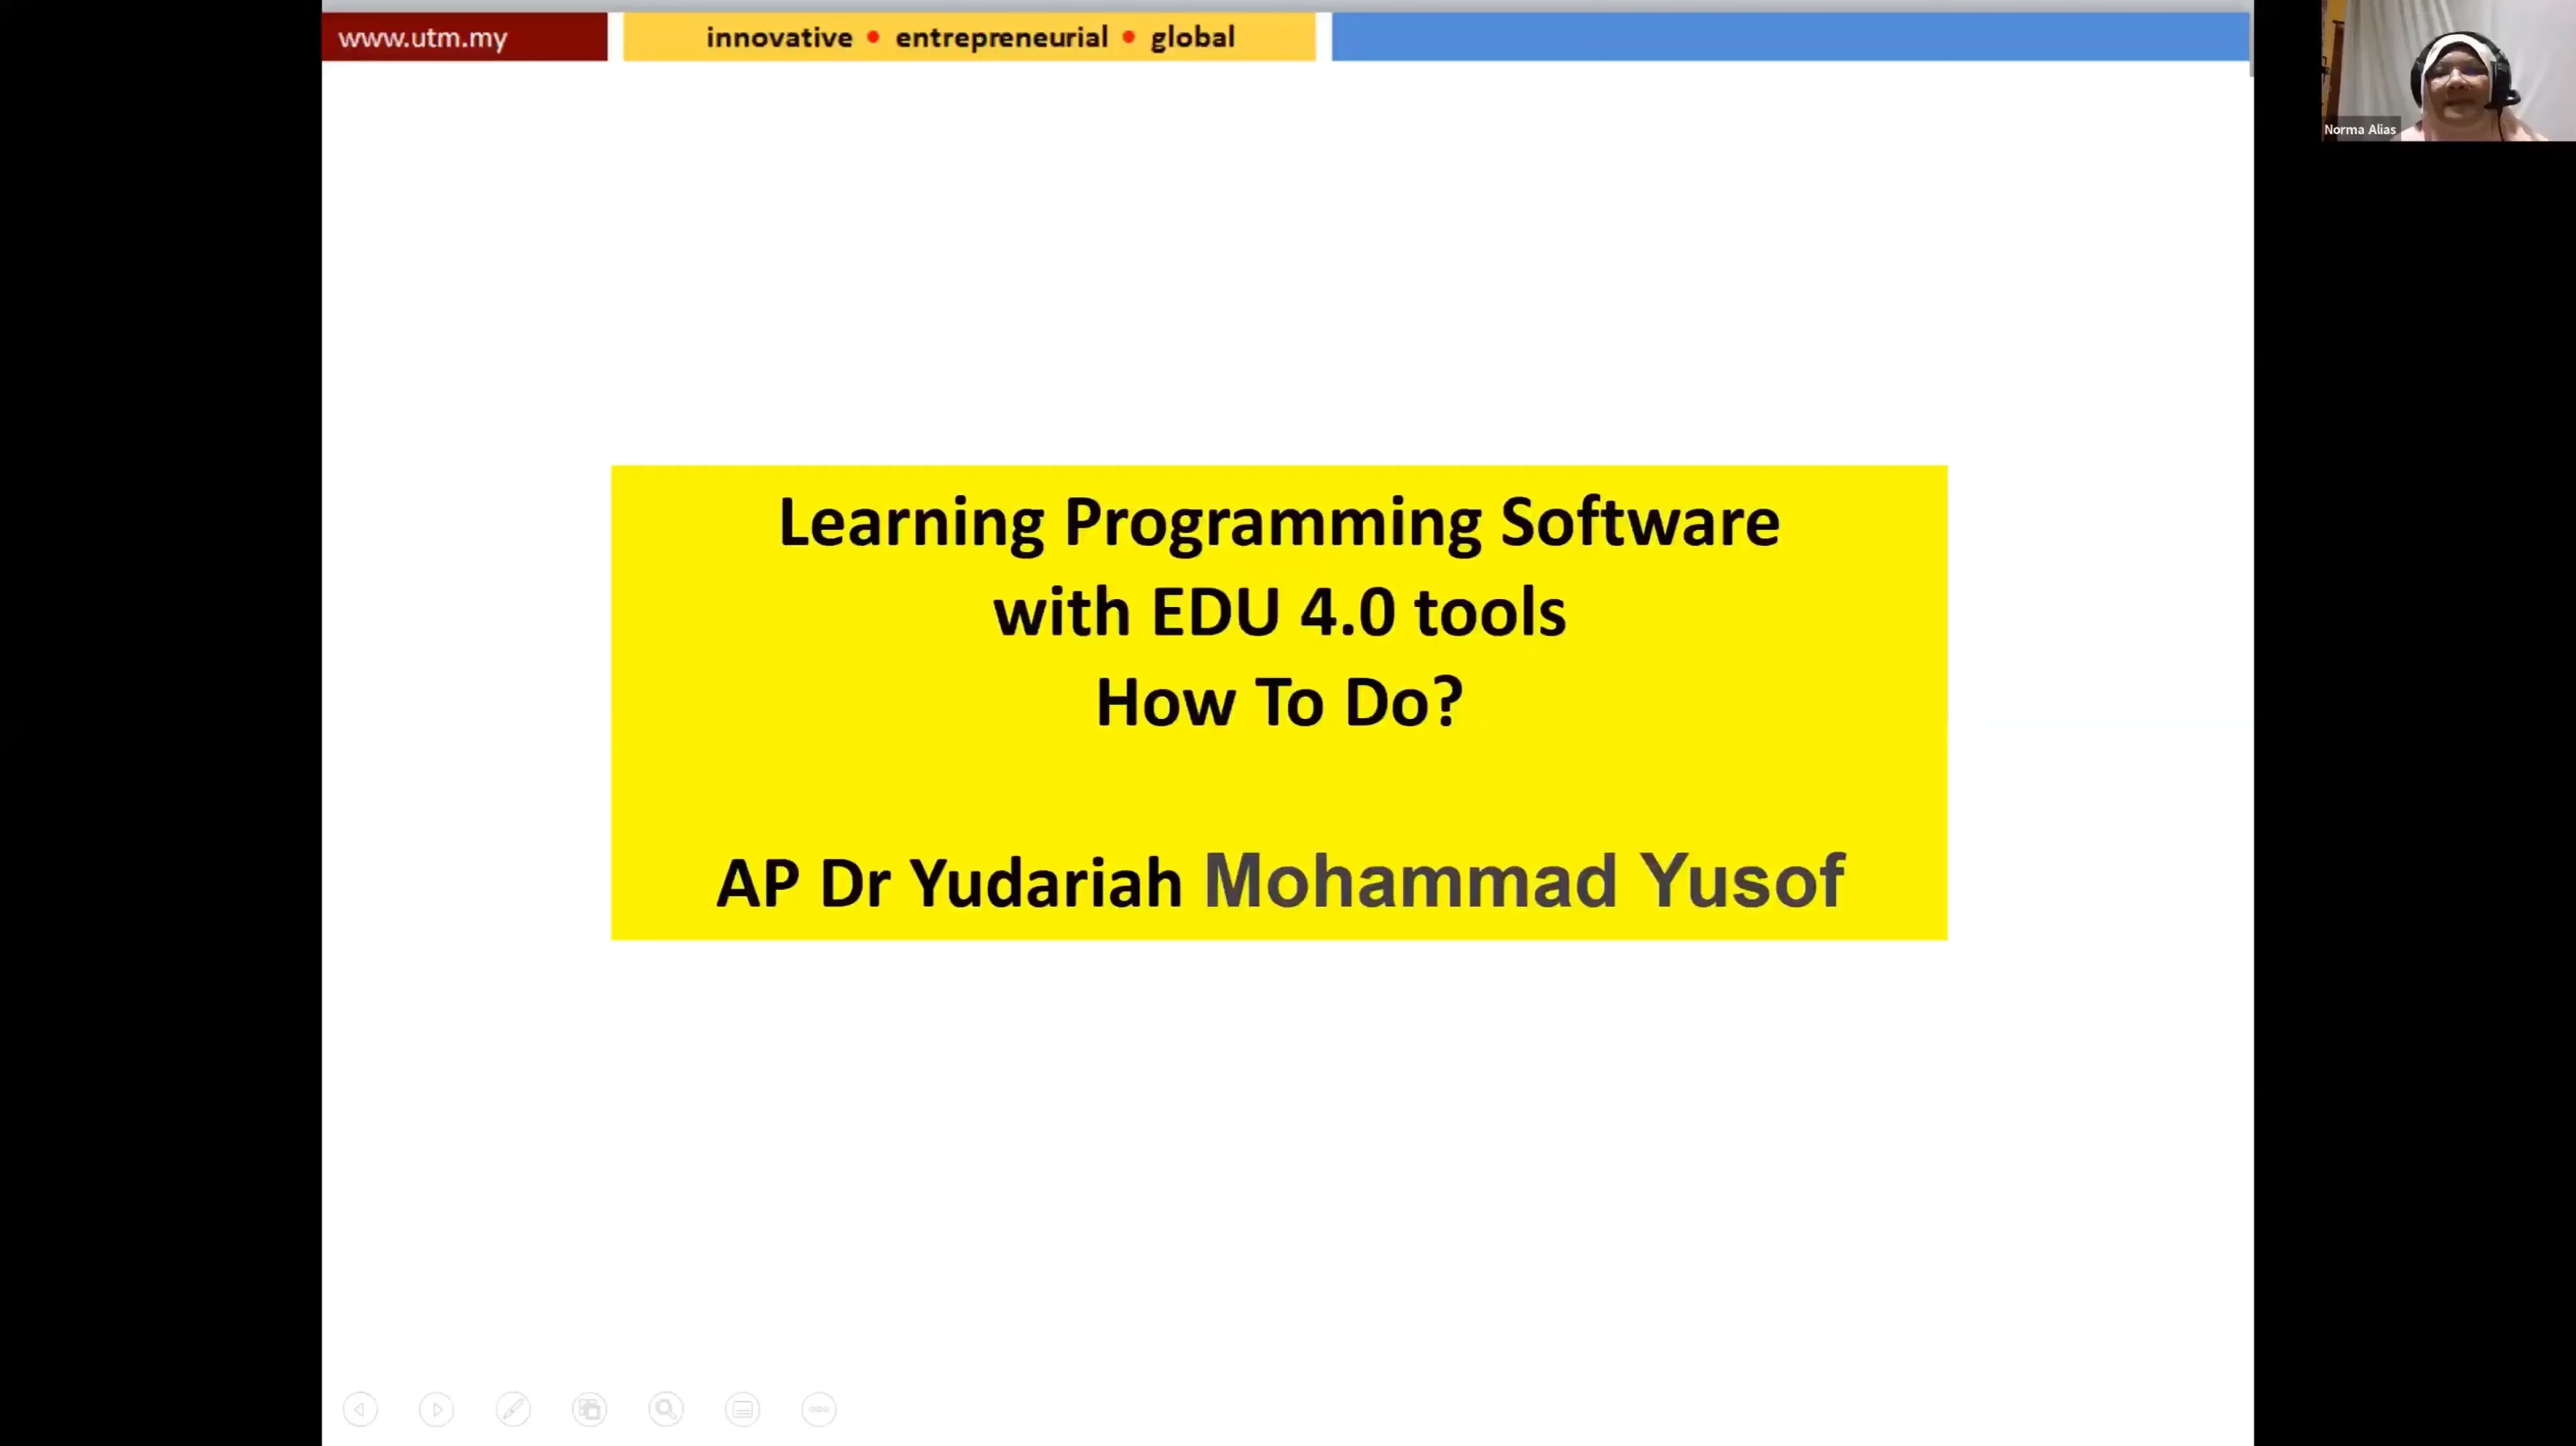 www.utm.my
innovative • entrepreneurial • global
Norma Alias
Learning Programming Software
with EDU 4.0 tools
How To Do?
AP Dr Yudariah Mohammad Yusof